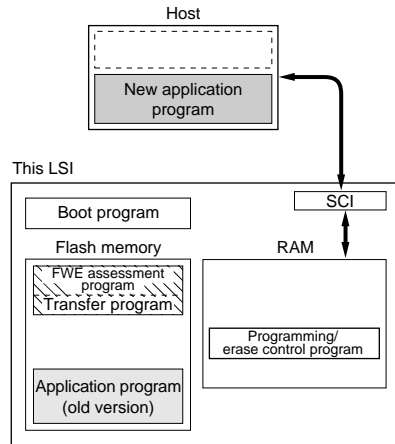 Host
New application
program
This LSI
SCI
Boot program
Flash memory
RAM
FWE assessment
program
Transfer program
Programming/
erase control program
Application program
(old version)